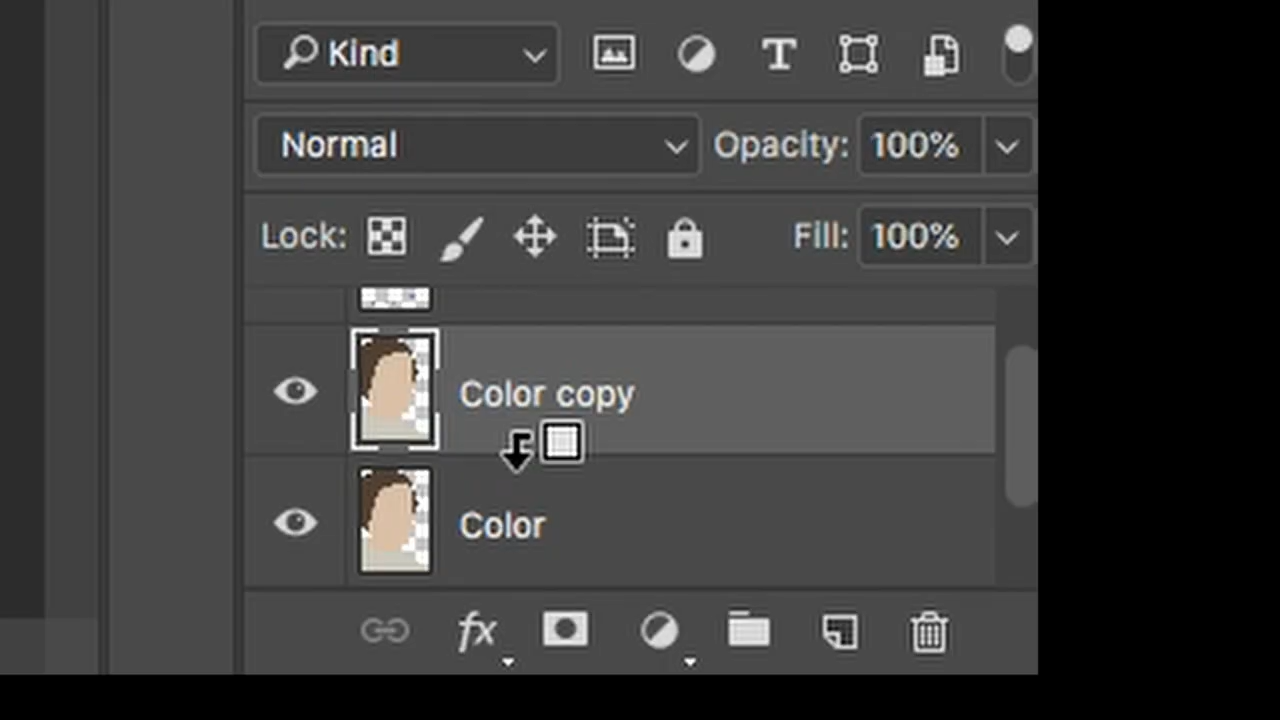 Kind
Normal Opacity: 100%
Lock: Fill: 100%
Color copy
Color
fx